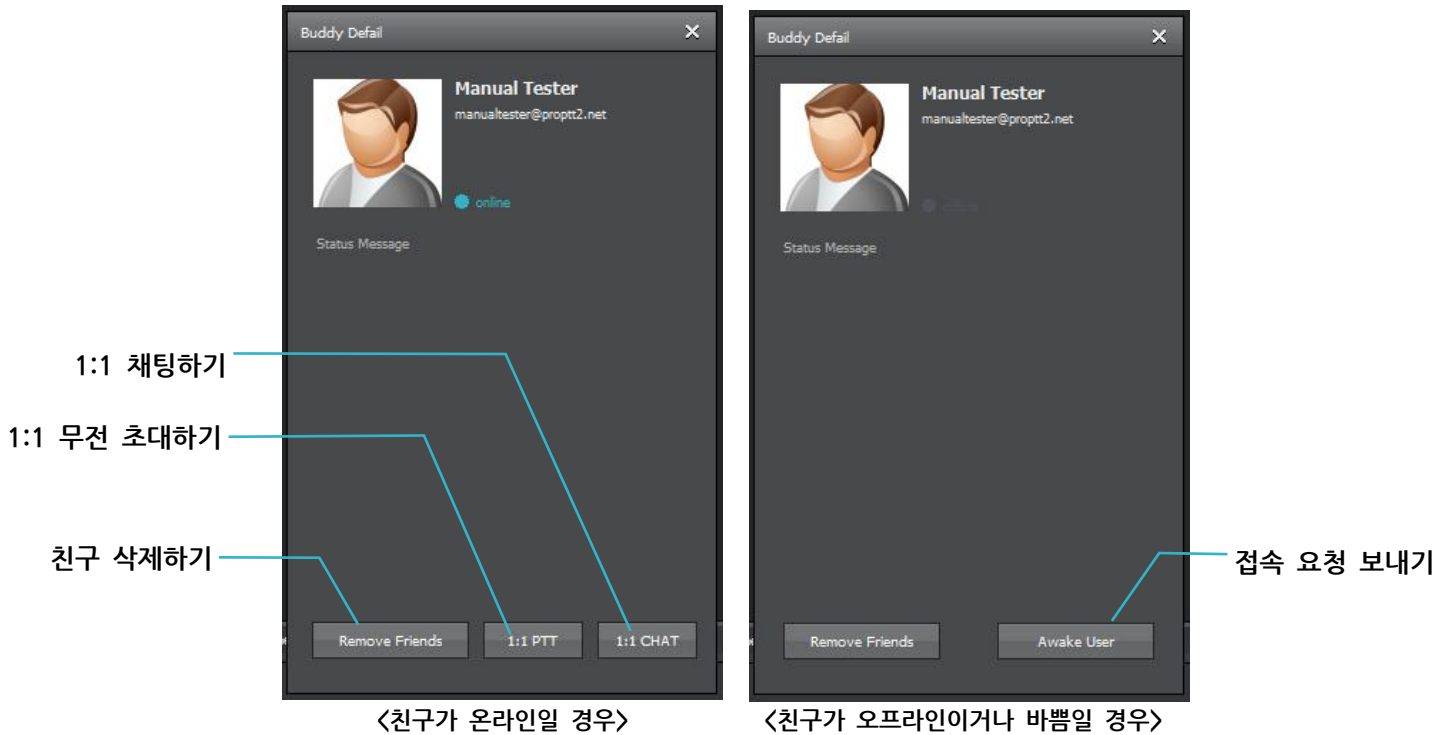 Buddy Defail
Manual Tester
manualtester@proptt2.net
online
Status Message
1:1 채팅하기
1:1 무전 초대하기
친구 삭제하기
Remove Friends
1:1 PTT
1:1 CHAT
<친구가 온라인일 경우>
Buddy Defail
Manual Tester
manualtester@proptt2.net
offline
Status Message
접속 요청 보내기
Remove Friends
Awake User
<친구가 오프라인이거나 바쁨일 경우>